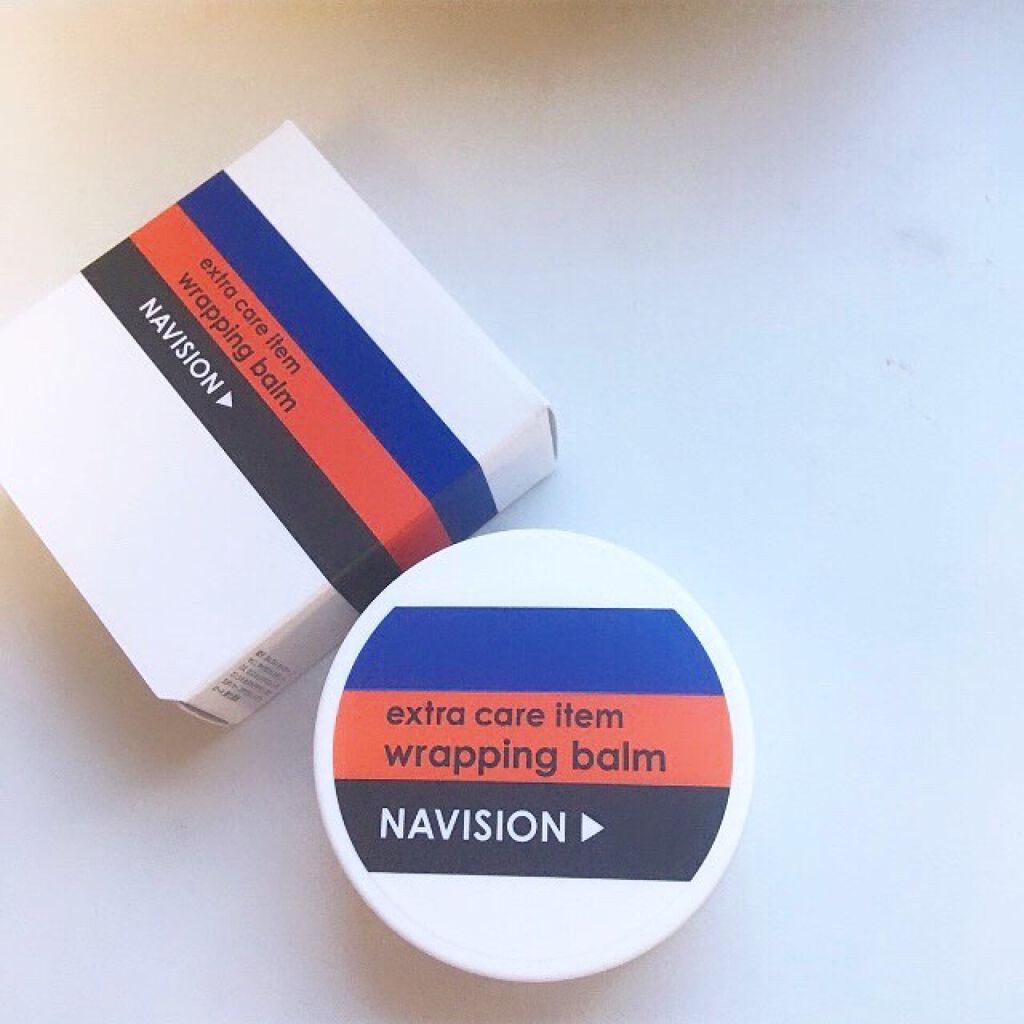 extra care item
wrapping balm
NAVISION
extra care item
wrapping balm
NAVISION